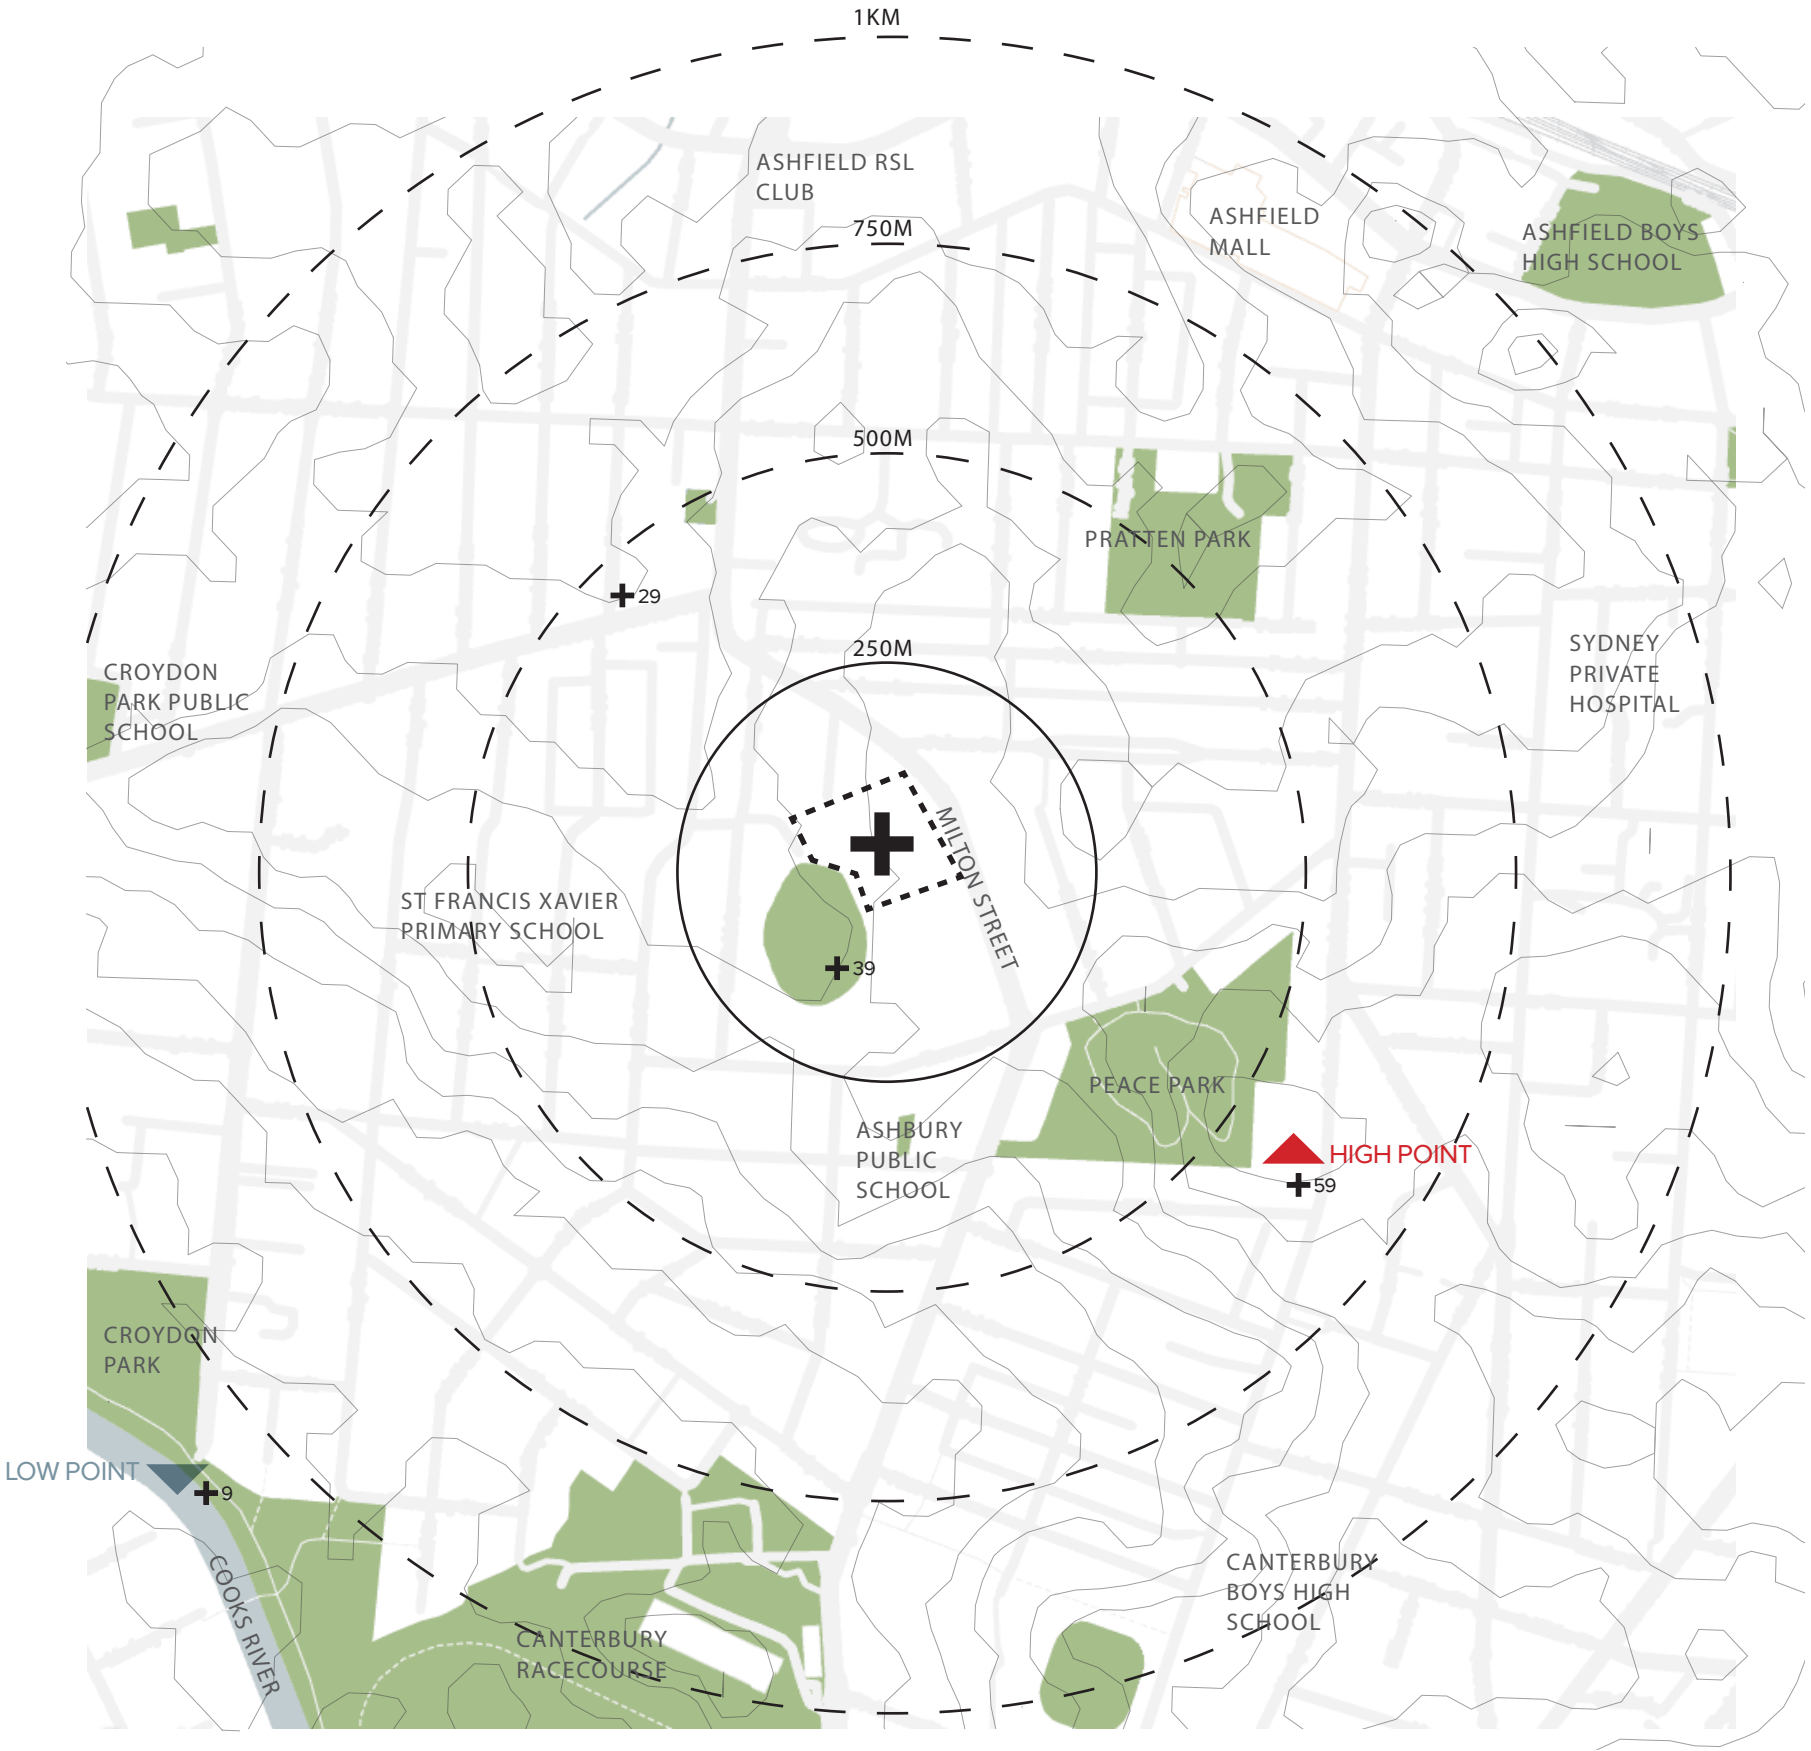 1KM
ASHFIELD RSL
CLUB
ASHFIELD
MALL
750M
ASHFIELD BOYS
HIGH SCHOOL
500M
PRATTEN PARK
29
250M
SYDNEY
PRIVATE
HOSPITAL
CROYDON
PARK PUBLIC
SCHOOL
MILTON STREET
ST FRANCIS XAVIER
PRIMARY SCHOOL
39
PEACE PARK
ASHBURY
PUBLIC
SCHOOL
HIGH POINT
59
CROYDON
PARK
LOW POINT
9
COOKS RIVER
CANTERBURY
BOYS HIGH
SCHOOL
CANTERBURY
RACECOURSE